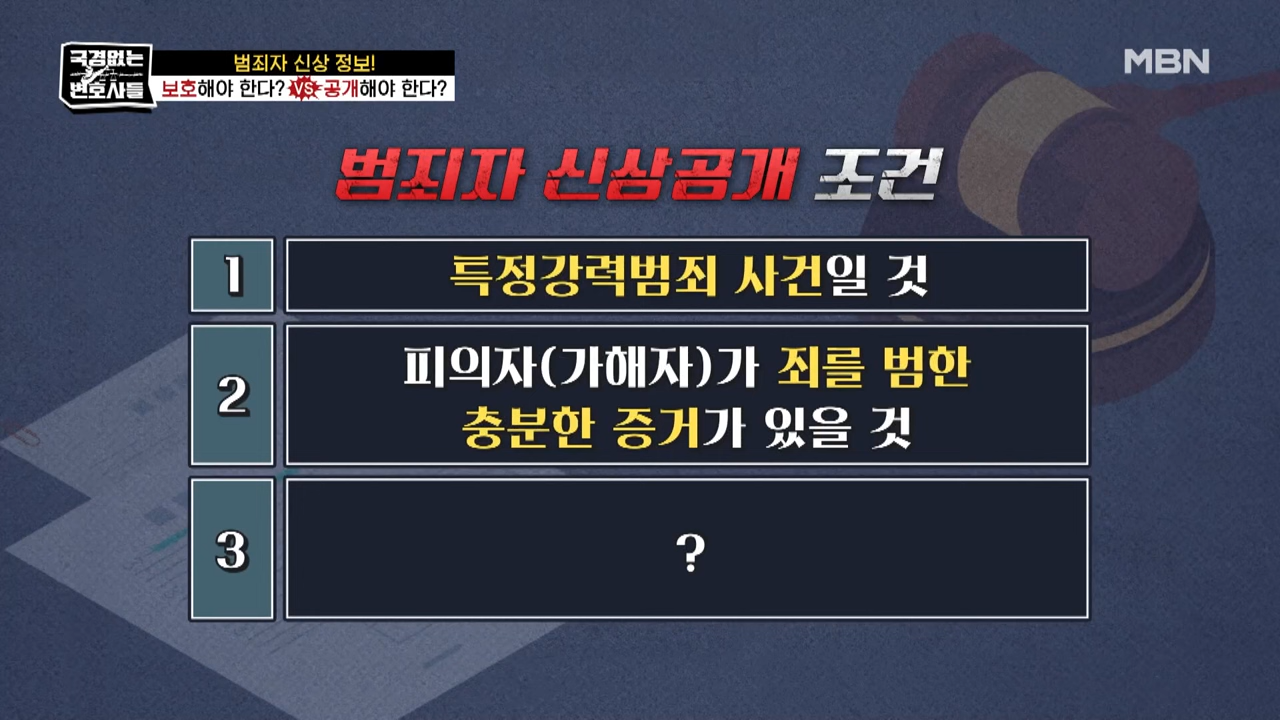 국경없는
변호사들
범죄자 신상 정보!
보호해야 한다? VS 공개해야 한다?
MBN
범죄자 신상공개 조건
1
특정강력범죄 사건일 것
2
피의자(가해자)가 죄를 범한
충분한 증거가 있을 것
3
?